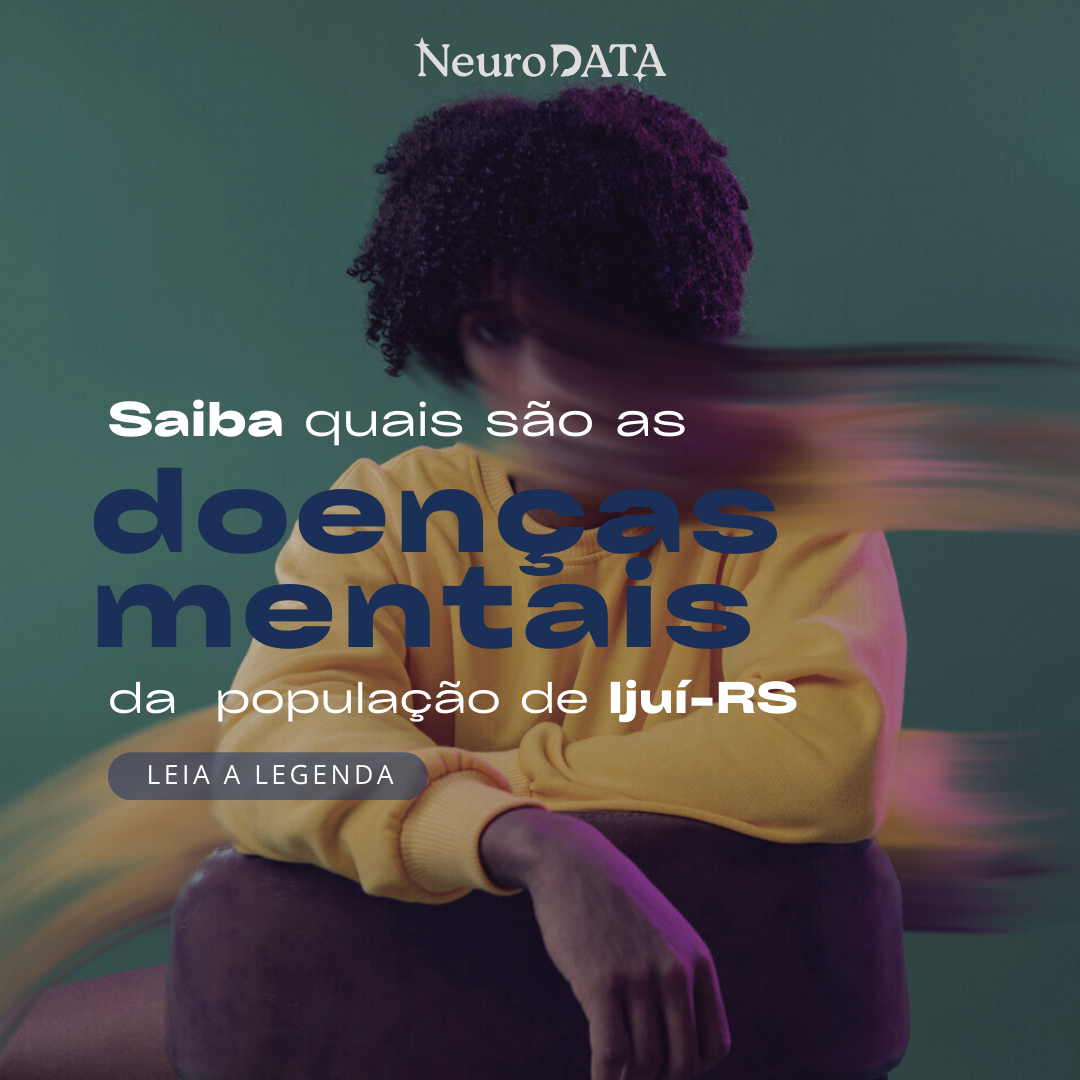 NeuroDATA
Saiba quais são as
doenças
mentais
da população de Ijuí-RS
LEIA A LEGENDA